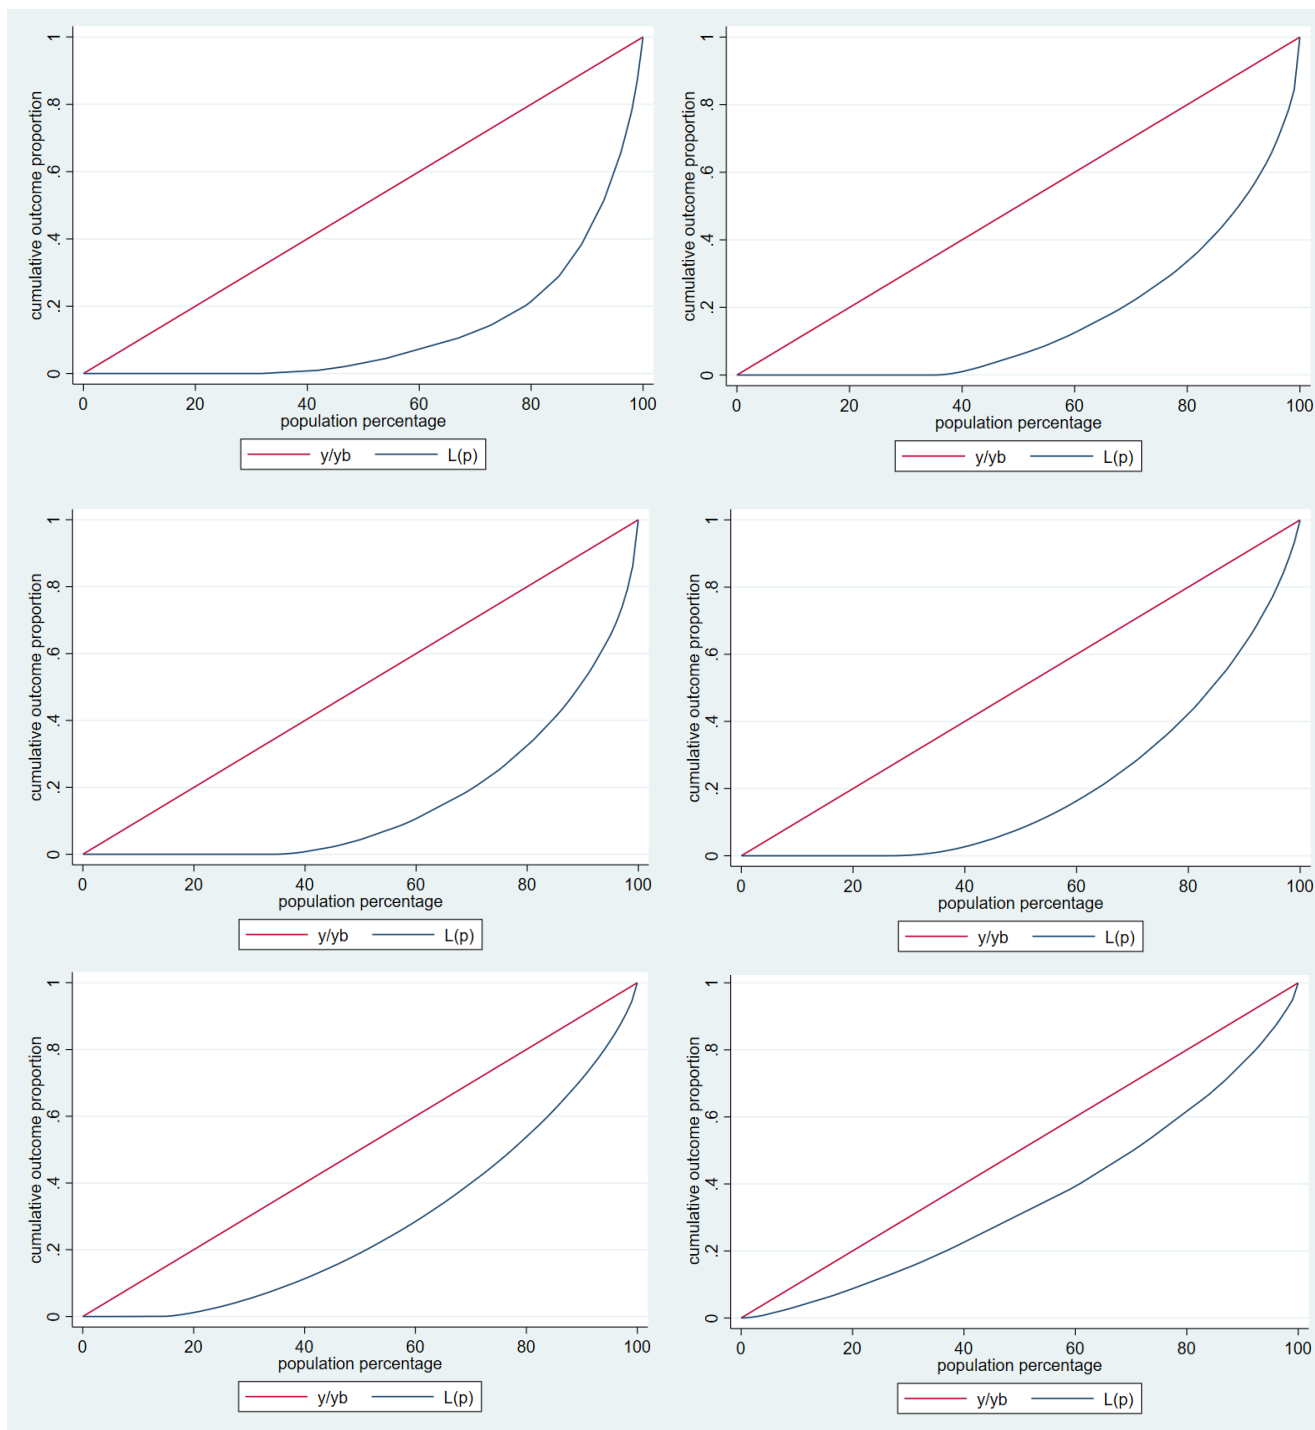 cumulative outcome proportion
1
.8
.6
.4
.2
0
0 20 40 60 80 100
population percentage
y/yb L(p)
cumulative outcome proportion
1
.8
.6
.4
.2
0
0 20 40 60 80 100
population percentage
y/yb L(p)
cumulative outcome proportion
1
.8
.6
.4
.2
0
0 20 40 60 80 100
population percentage
y/yb L(p)
cumulative outcome proportion
1
.8
.6
.4
.2
0
0 20 40 60 80 100
population percentage
y/yb L(p)
cumulative outcome proportion
1
.8
.6
.4
.2
0
0 20 40 60 80 100
population percentage
y/yb L(p)
cumulative outcome proportion
1
.8
.6
.4
.2
0
0 20 40 60 80 100
population percentage
y/yb L(p)